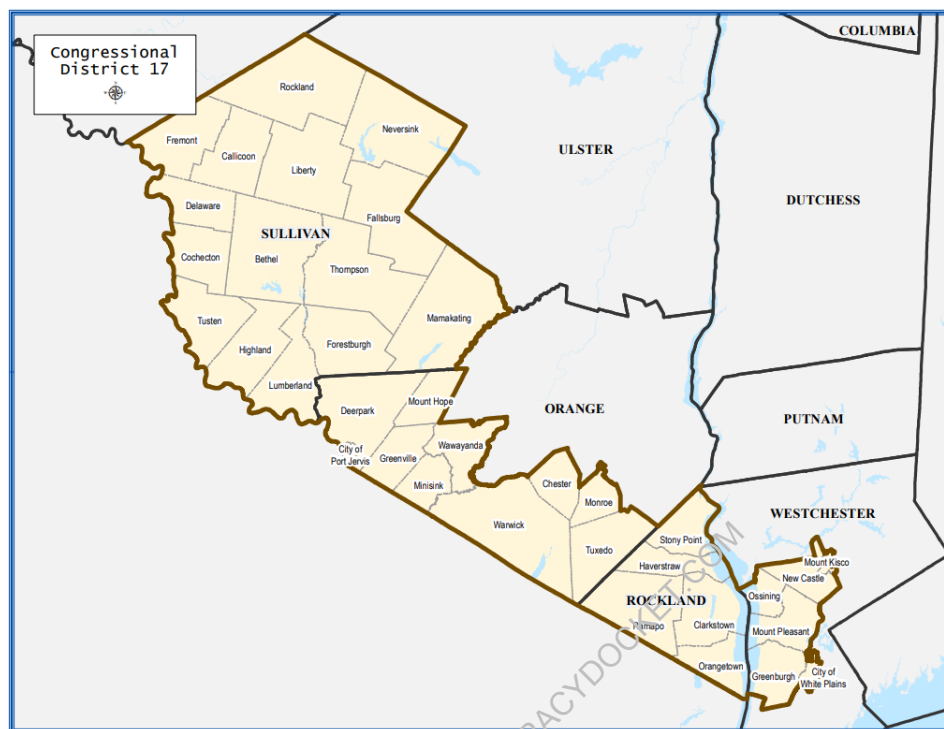 Congressional
District 17
COLUMBIA
Rockland
Neversink
Fremont
Callicoon
Liberty
ULSTER
DUTCHESS
Delaware
Fallsburg
SULLIVAN
Cochecton
Bethel
Thompson
Tusten
Mamakating
Highland
Forestburgh
Lumberland
Deerpark
Mount Hope
ORANGE
PUTNAM
City of
Port Jervis
Greenville
Wawayanda
Minisink
Chester
Monroe
Warwick
Tuxedo
WESTCHESTER
Stony Point
Haverstraw
Mount Kisco
New Castle
Ossining
ROCKLAND
Ramapo
Clarkstown
Mount Pleasant
Orangetown
Greenburgh
City of
White Plains
RACYDOCKET.COM